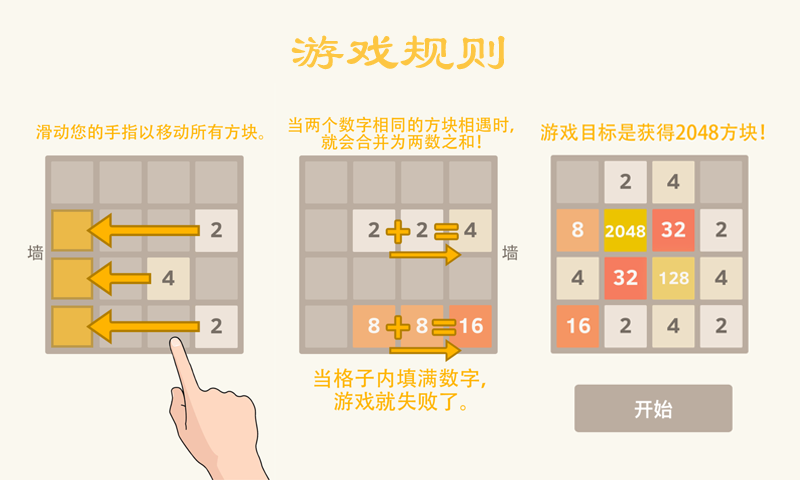 游戏规则
滑动您的手指以移动所有方块。
墙
2
4
2
当两个数字相同的方块相遇时,
就会合并为两数之和!
2 + 2 = 4
8 + 8 = 16
墙
当格子内填满数字,
游戏就失败了。
游戏目标是获得2048方块!
2 4
8 2048 32 2
4 32 128 4
16 2 4 2
开始